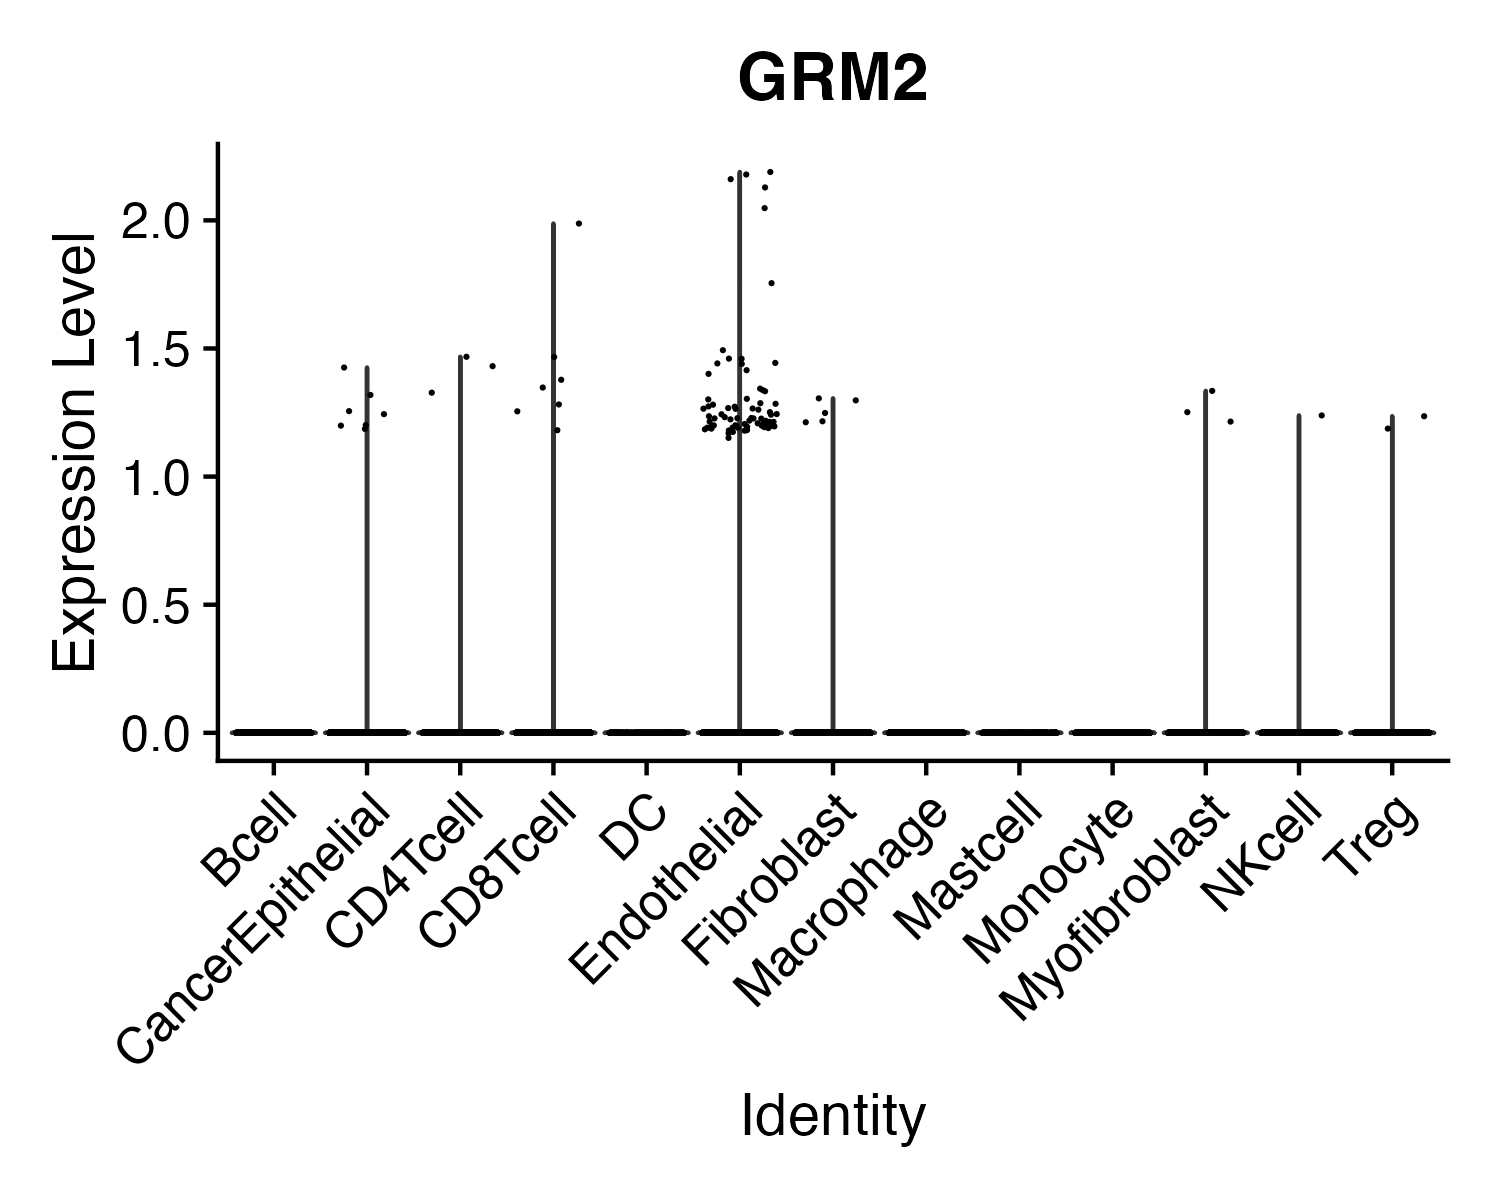 GRM2
Expression Level
2.0
1.5
1.0
0.5
0.0
Bcell
CancerEpithelial
CD4Tcell
CD8Tcell
DC
Endothelial
Fibroblast
Macrophage
Mastcell
Monocyte
Myofibroblast
NKcell
Treg
Identity